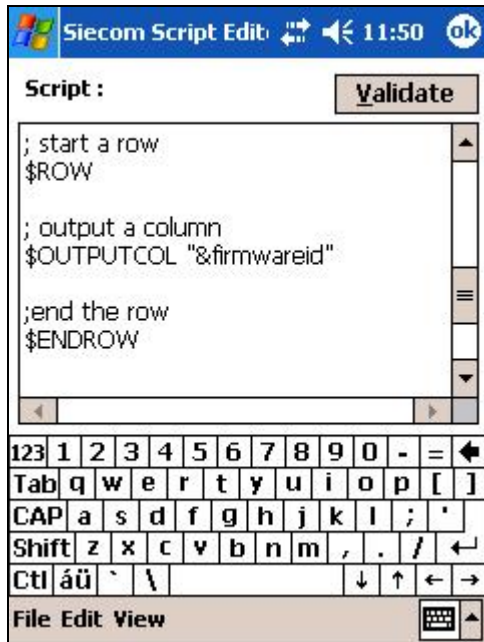 Siecom Script Edit 11:50 ok
Script : Validate
; start a row
$ROW
; output a column
$OUTPUTCOL "&firmwareid"
;end the row
$ENDROW
123 1 2 3 4 5 6 7 8 9 0 - =
Tab q w e r t y u i o p [ ]
CAP a s d f g h j k l ; '
Shift z x c v b n m , . /
Ctl áü ` \
File Edit View